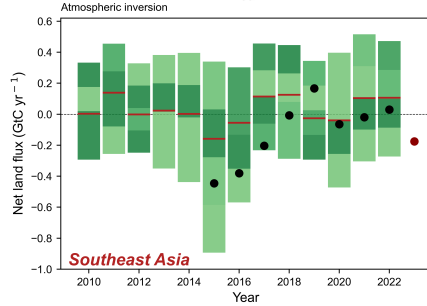 Atmospheric inversion
Net land flux (GtC yr⁻¹)
0.6
0.4
0.2
0.0
−0.2
−0.4
−0.6
−0.8
−1.0
Southeast Asia
2010 2012 2014 2016 2018 2020 2022
Year